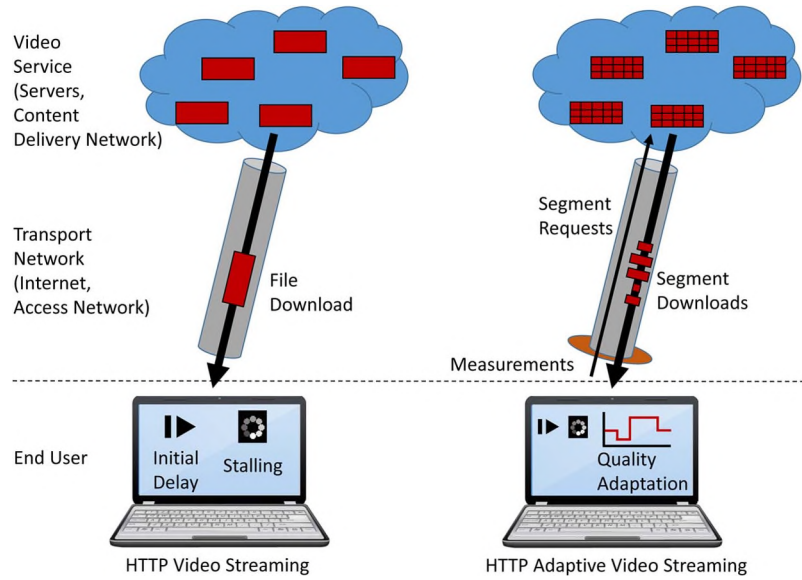 Video
Service
(Servers,
Content
Delivery Network)
Transport
Network
(Internet,
Access Network)
File
Download
Segment
Requests
Segment
Downloads
Measurements
End User
Initial
Delay
Stalling
Quality
Adaptation
HTTP Video Streaming
HTTP Adaptive Video Streaming